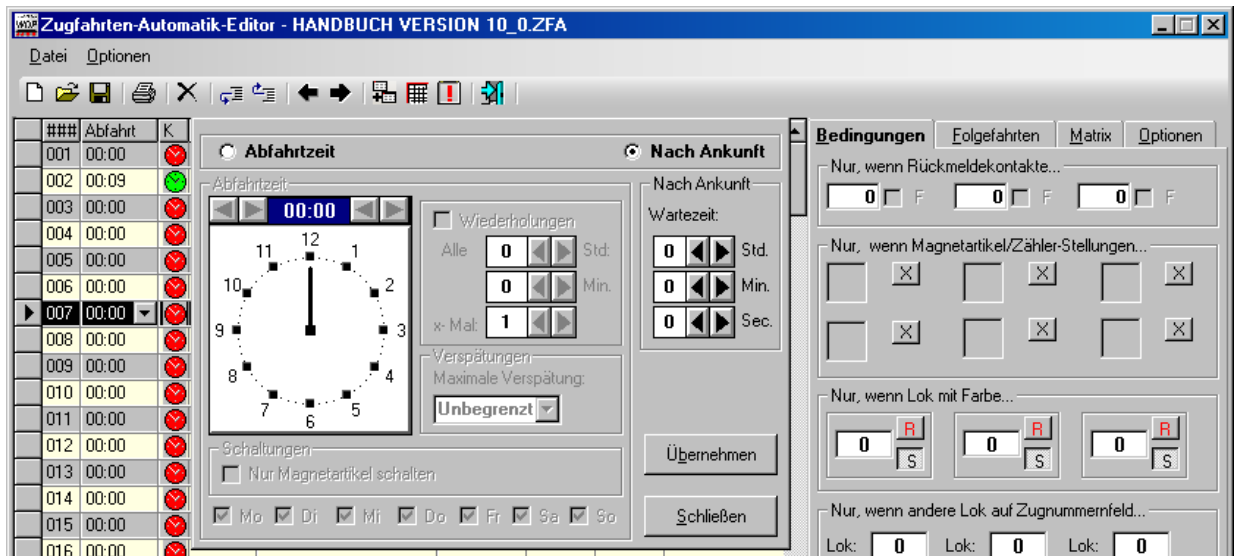 Zugfahrten-Automatik-Editor - HANDBUCH VERSION 10_0.ZFA
Datei Optionen
### Abfahrt K
001 00:00
002 00:09
003 00:00
004 00:00
005 00:00
006 00:00
007 00:00
008 00:00
009 00:00
010 00:00
011 00:00
012 00:00
013 00:00
014 00:00
015 00:00
016 00:00
Abfahrtzeit
Nach Ankunft
Abfahrtzeit
00:00
12
1
2
3
4
5
6
7
8
9
10
11
Wiederholungen
Alle 0 Std:
0 Min.
x- Mal: 1
Verspätungen
Maximale Verspätung:
Unbegrenzt
Nach Ankunft
Wartezeit:
0 Std.
0 Min.
0 Sec.
Schaltungen
Nur Magnetartikel schalten
Mo Di Mi Do Fr Sa So
Übernehmen
Schließen
Bedingungen Folgefahrten Matrix Optionen
Nur, wenn Rückmeldekontakte...
0 F 0 F 0 F
Nur, wenn Magnetartikel/Zähler-Stellungen...
X X X
X X X
Nur, wenn Lok mit Farbe...
0 R S 0 R S 0 R S
Nur, wenn andere Lok auf Zugnummernfeld...
Lok: 0 Lok: 0 Lok: 0